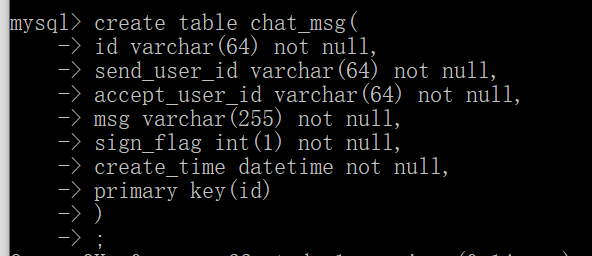 mysql> create table chat_msg(
-> id varchar(64) not null,
-> send_user_id varchar(64) not null,
-> accept_user_id varchar(64) not null,
-> msg varchar(255) not null,
-> sign_flag int(1) not null,
-> create_time datetime not null,
-> primary key(id)
-> )
-> ;